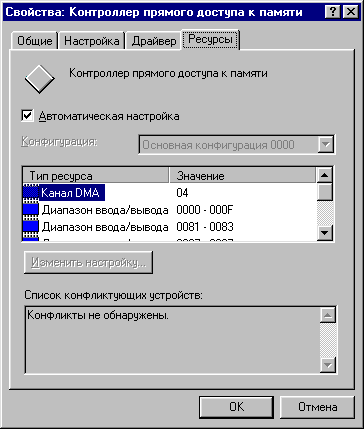 Свойства: Контроллер прямого доступа к памяти
Общие Настройка Драйвер Ресурсы
Контроллер прямого доступа к памяти
Автоматическая настройка
Конфигурация: Основная конфигурация 0000
Тип ресурса Значение
Канал DMA 04
Диапазон ввода/вывода 0000 - 000F
Диапазон ввода/вывода 0081 - 0083
Изменить настройку...
Список конфликтующих устройств:
Конфликты не обнаружены.
OK Отмена